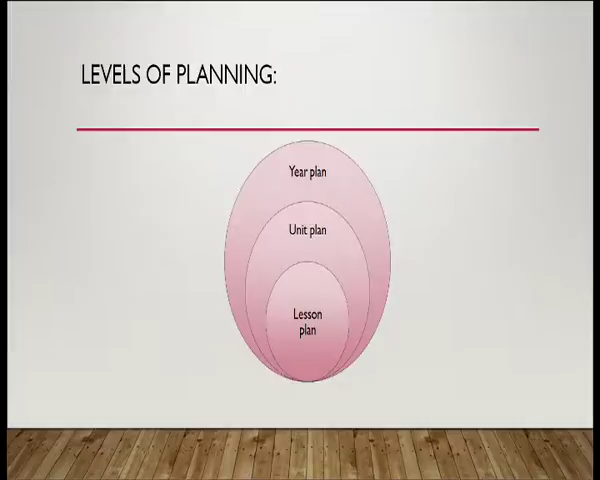 LEVELS OF PLANNING:
Year plan
Unit plan
Lesson
plan